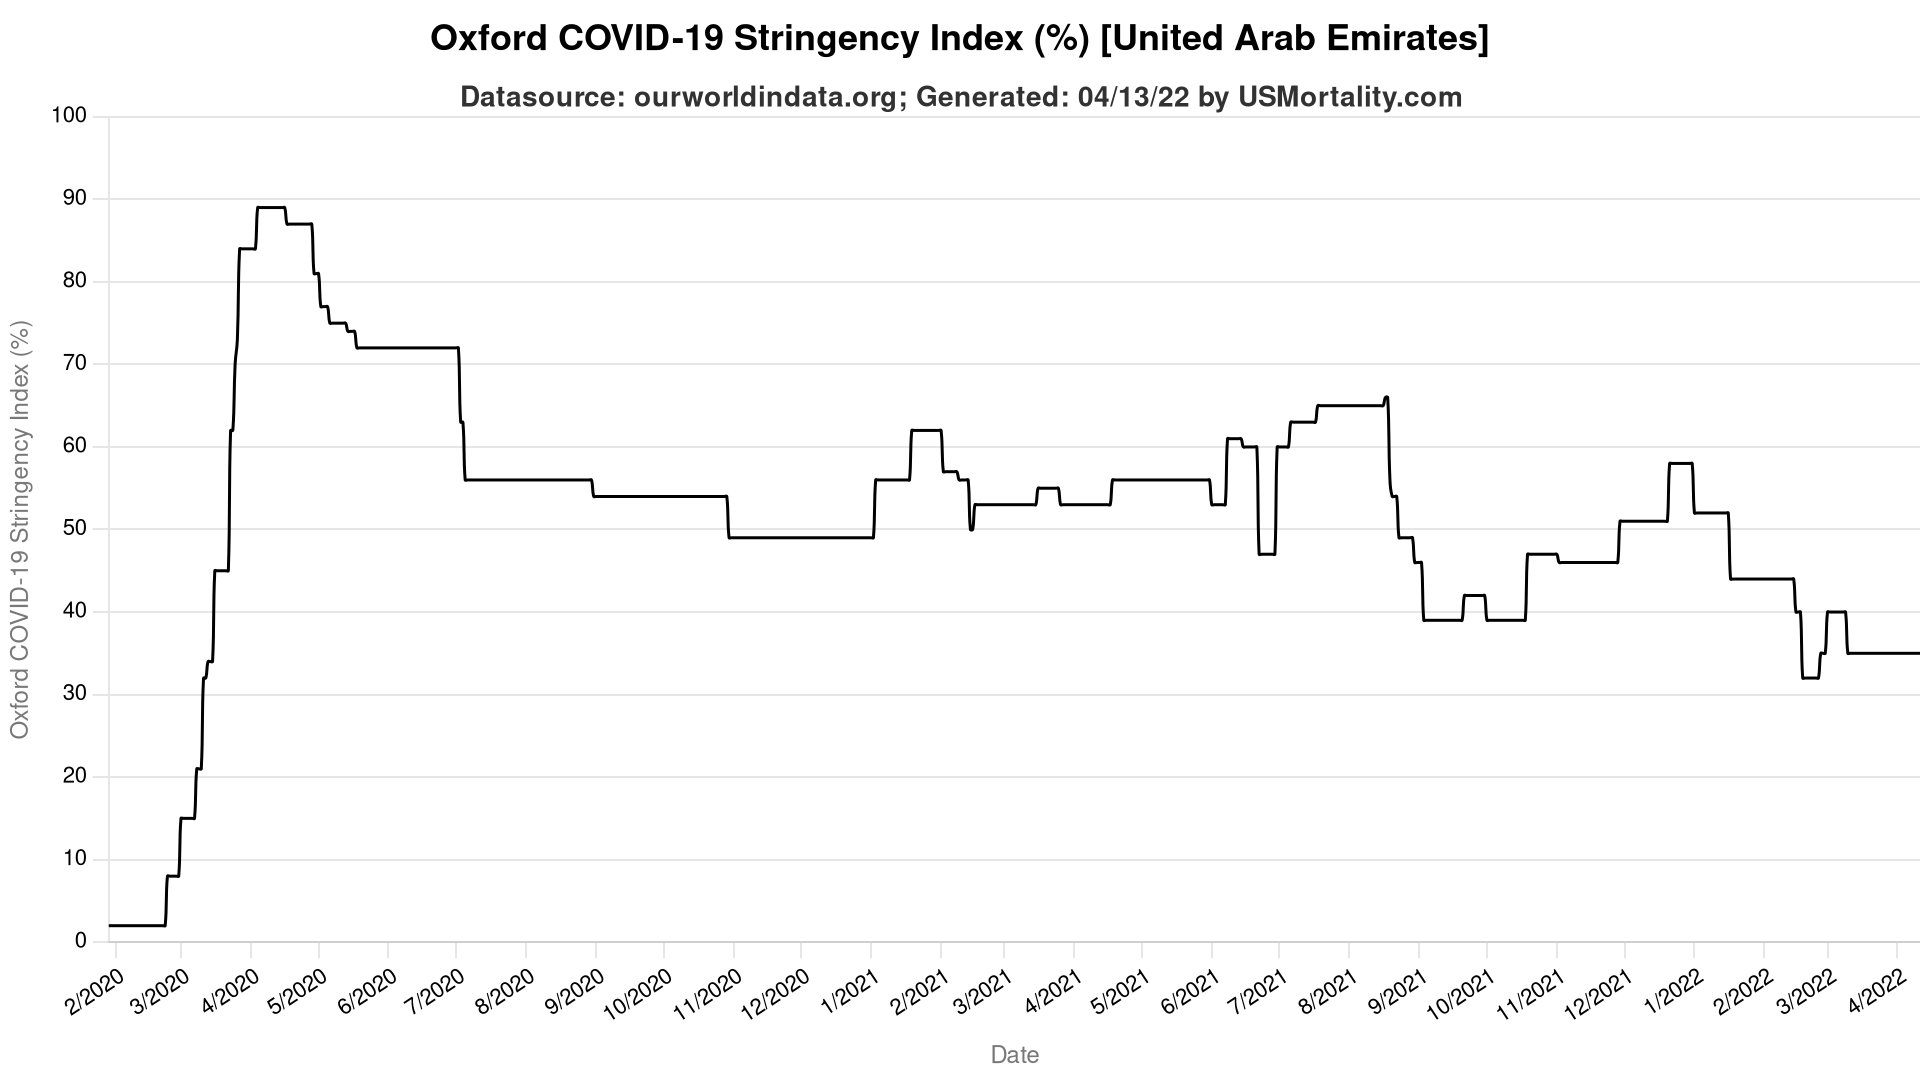 Oxford COVID-19 Stringency Index (%) [United Arab Emirates]
Datasource: ourworldindata.org; Generated: 04/13/22 by USMortality.com
Oxford COVID-19 Stringency Index (%)
100
90
80
70
60
50
40
30
20
10
0
2/2020 3/2020 4/2020 5/2020 6/2020 7/2020 8/2020 9/2020 10/2020 11/2020 12/2020 1/2021 2/2021 3/2021 4/2021 5/2021 6/2021 7/2021 8/2021 9/2021 10/2021 11/2021 12/2021 1/2022 2/2022 3/2022 4/2022
Date